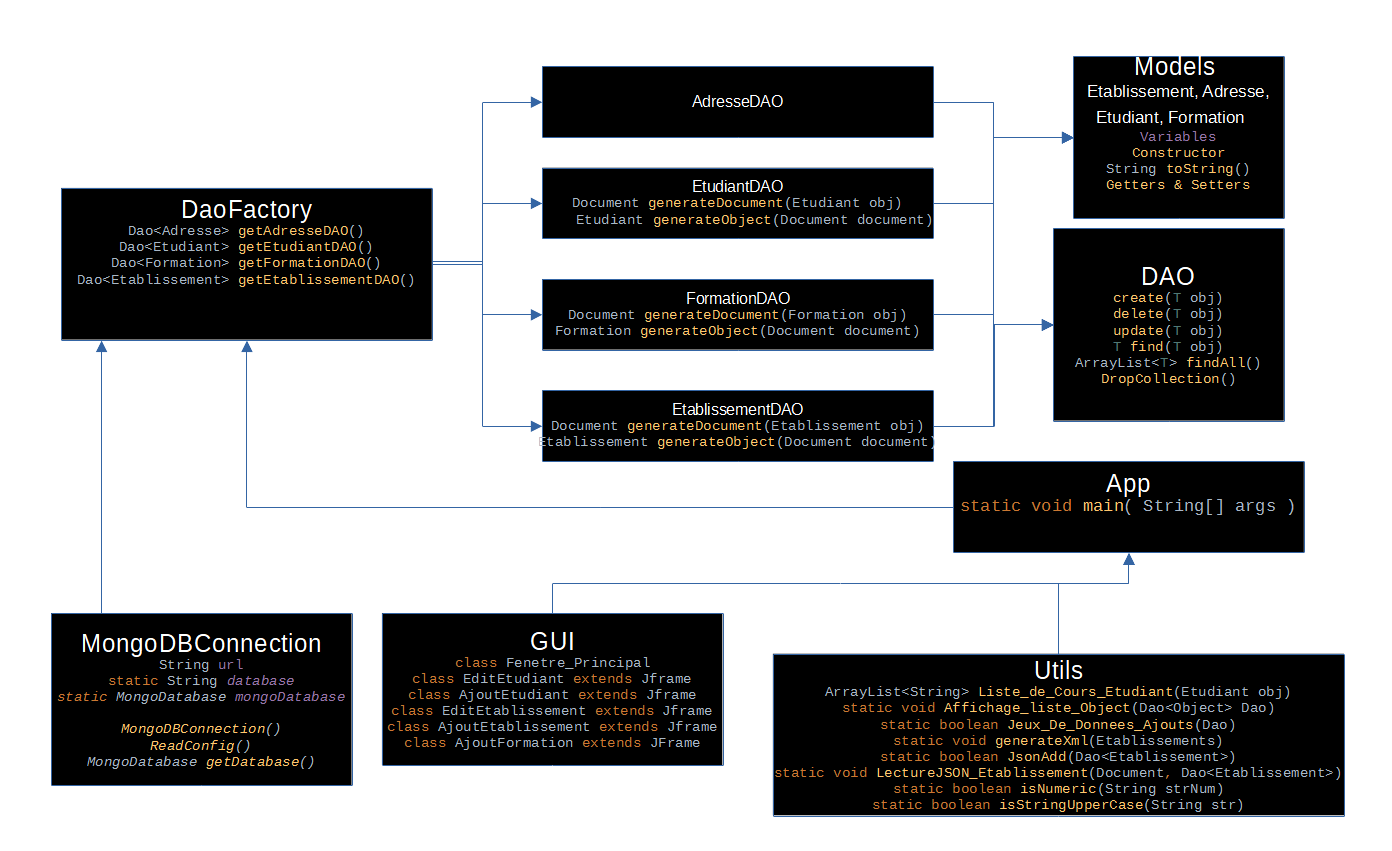 AdresseDAO
EtudiantDAO
Document generateDocument(Etudiant obj)
Etudiant generateObject(Document document)
FormationDAO
Document generateDocument(Formation obj)
Formation generateObject(Document document)
EtablissementDAO
Document generateDocument(Etablissement obj)
Etablissement generateObject(Document document)
Models
Etablissement, Adresse,
Etudiant, Formation
Variables
Constructor
String toString()
Getters & Setters
DaoFactory
Dao<Adresse> getAdresseDAO()
Dao<Etudiant> getEtudiantDAO()
Dao<Formation> getFormationDAO()
Dao<Etablissement> getEtablissementDAO()
DAO
create(T obj)
delete(T obj)
update(T obj)
T find(T obj)
ArrayList<T> findAll()
DropCollection()
App
static void main( String[] args )
MongoDBConnection
String url
static String database
static MongoDatabase mongoDatabase
MongoDBConnection()
ReadConfig()
MongoDatabase getDatabase()
GUI
class Fenetre_Principal
class EditEtudiant extends Jframe
class AjoutEtudiant extends Jframe
class EditEtablissement extends Jframe
class AjoutEtablissement extends Jframe
class AjoutFormation extends JFrame
Utils
ArrayList<String> Liste_de_Cours_Etudiant(Etudiant obj)
static void Affichage_liste_Object(Dao<Object> Dao)
static boolean Jeux_De_Donnees_Ajouts(Dao)
static void generateXml(Etablissements)
static boolean JsonAdd(Dao<Etablissement>)
static void LectureJSON_Etablissement(Document, Dao<Etablissement>)
static boolean isNumeric(String strNum)
static boolean isStringUpperCase(String str)